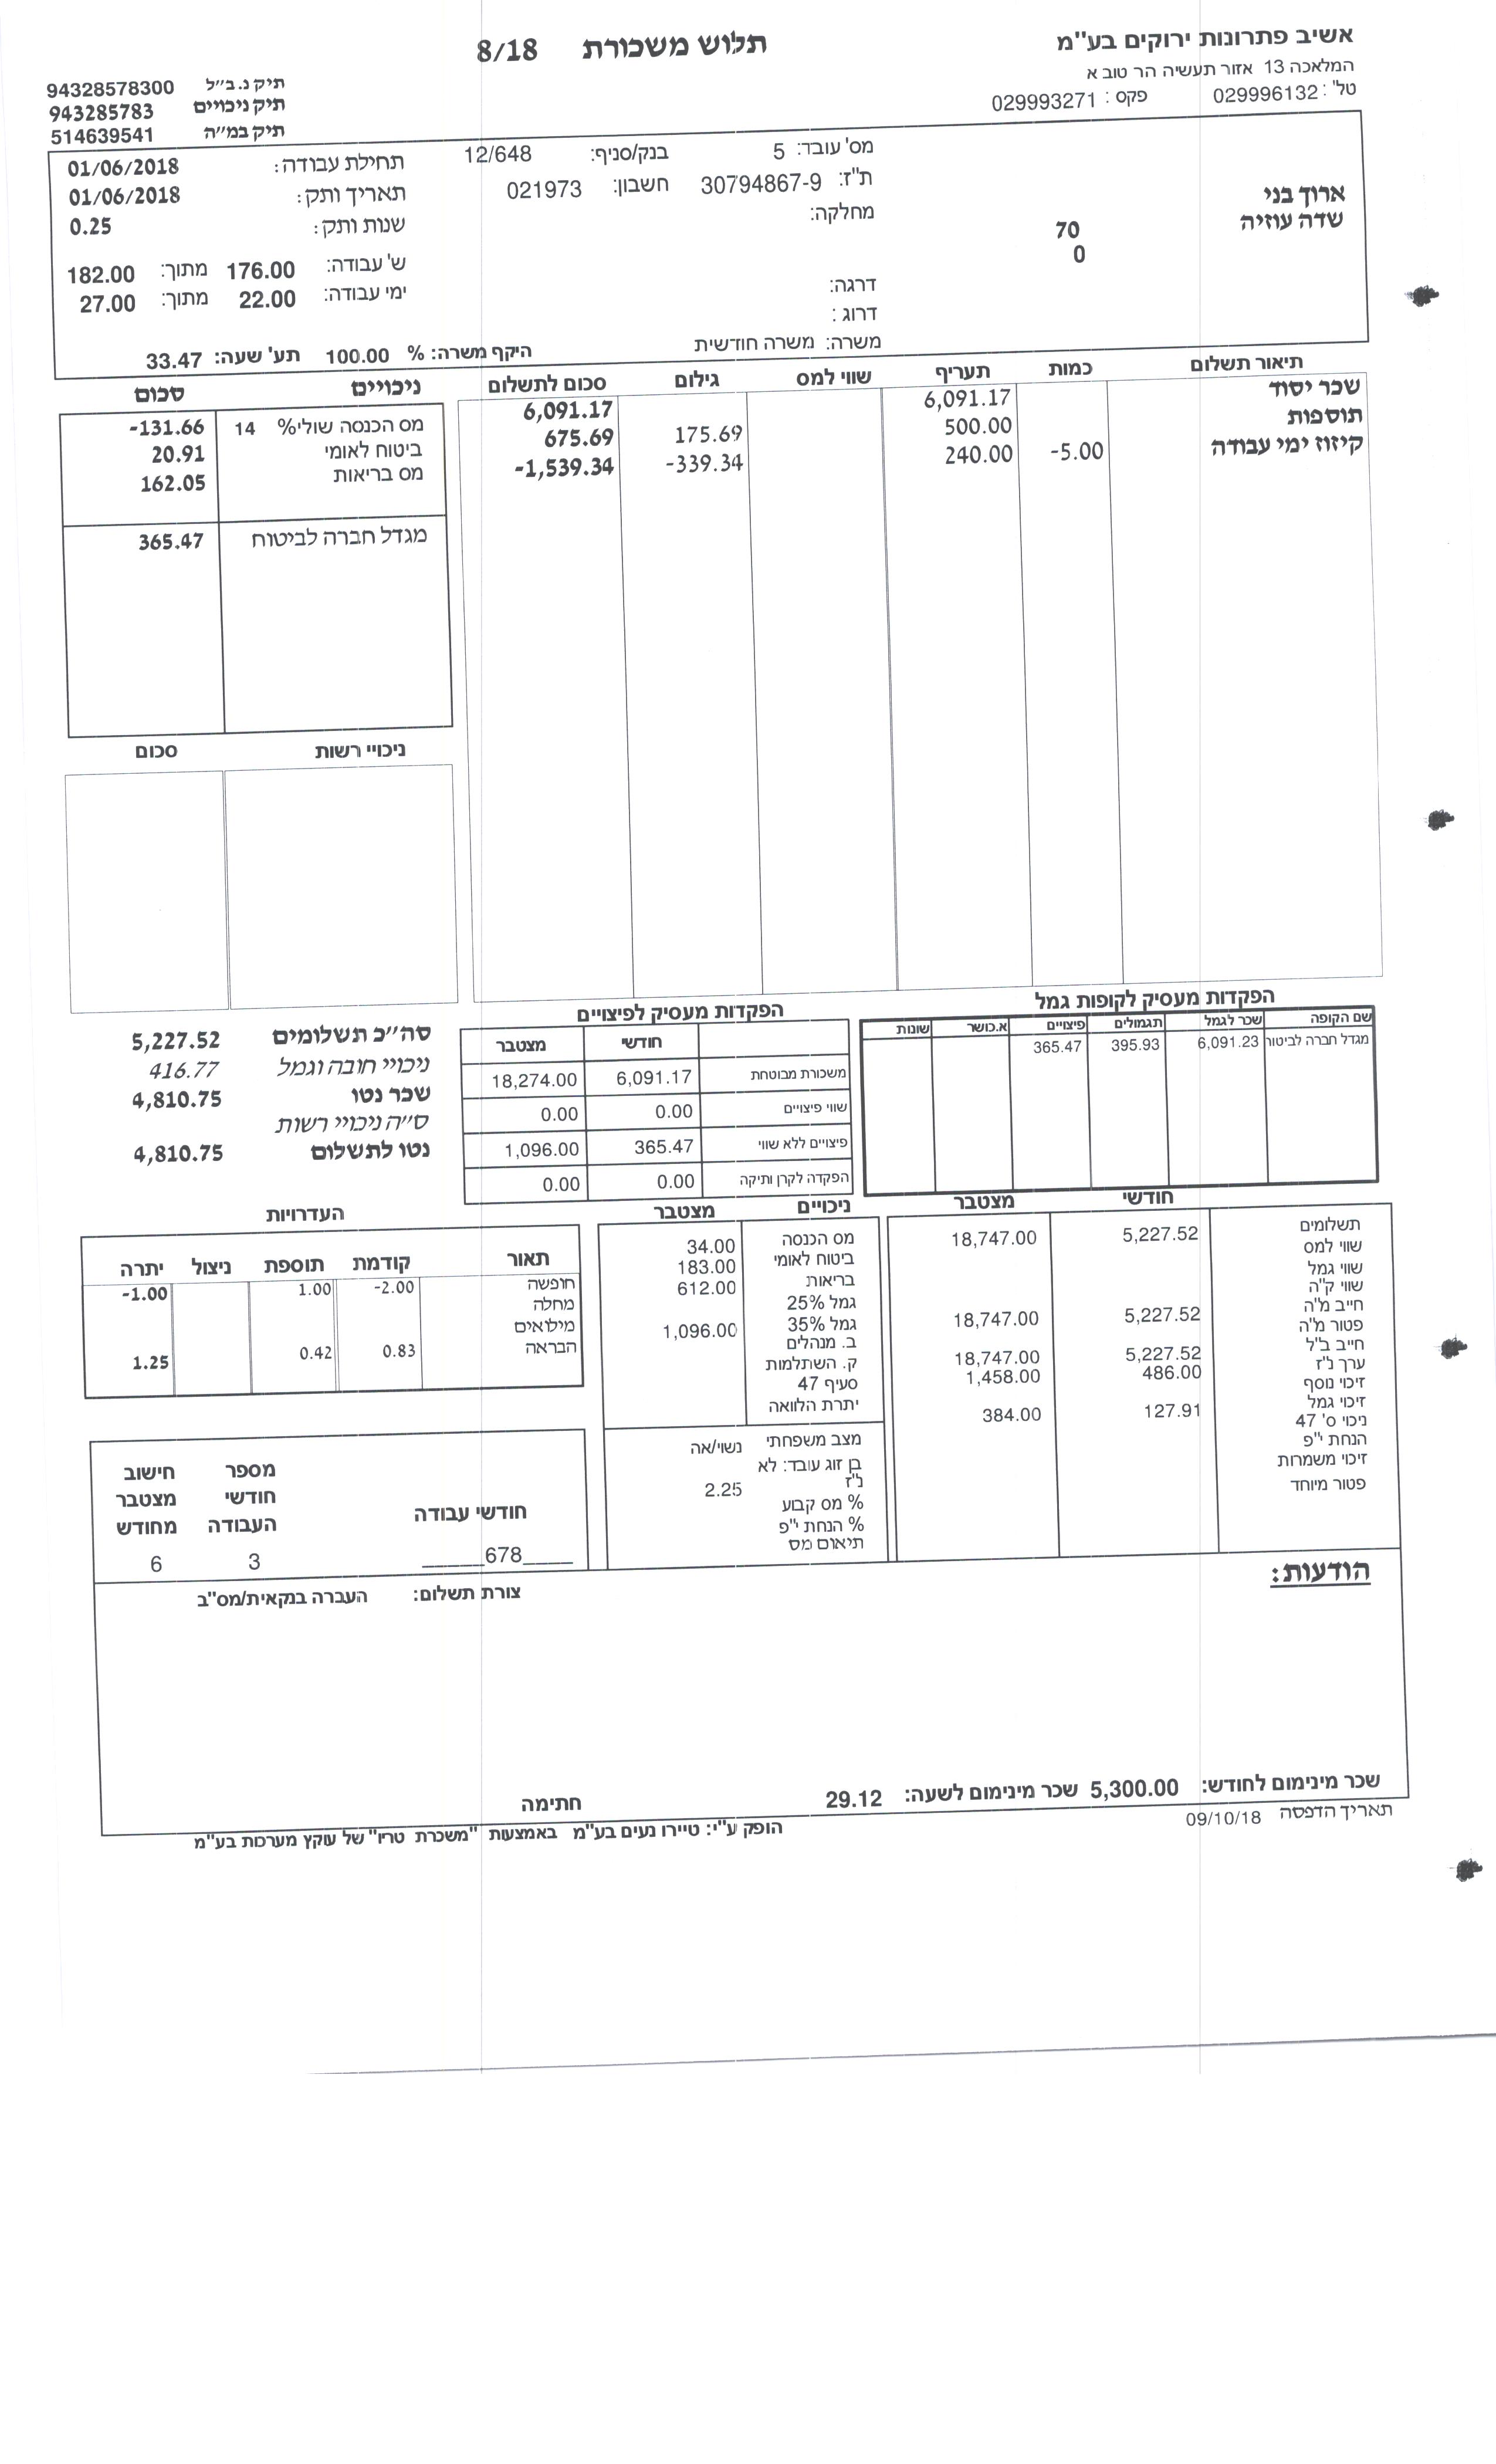 אשיב פתרונות ירוקים בע"מ
תלוש משכורת 8/18
המלאכה 13 אזור תעשיה הר טוב א
טל': 029996132 פקס: 029993271
תיק נ.ב"ל 94328578300
תיק ניכויים 943285783
תיק במ"ה 514639541
מס' עובד: 5 בנק/סניף: 12/648 תחילת עבודה: 01/06/2018
ת"ז: 30794867-9 חשבון: 021973 תאריך ותק: 01/06/2018
ארוך בני
מחלקה: שנות ותק: 0.25
שדה עוזיה 70
0
ש' עבודה: 176.00 מתוך: 182.00
דרגה: ימי עבודה: 22.00 מתוך: 27.00
דרוג:
משרה: משרה חודשית היקף משרה: % 100.00 תע' שעה: 33.47
תיאור תשלום כמות תעריף שווי למס גילום סכום לתשלום
שכר יסוד 6,091.17 6,091.17
תוספות 500.00 175.69 675.69
קיזוז ימי עבודה -5.00 240.00 -339.34 -1,539.34
ניכויים סכום
מס הכנסה שולי% 14 -131.66
ביטוח לאומי 20.91
מס בריאות 162.05
מגדל חברה לביטוח 365.47
ניכויי רשות סכום
הפקדות מעסיק לקופות גמל
שם הקופה שכר לגמל תגמולים פיצויים א.כושר שונות
מגדל חברה לביטוו 6,091.23 395.93 365.47
הפקדות מעסיק לפיצויים
חודשי מצטבר
משכורת מבוטחת 6,091.17 18,274.00
שווי פיצויים 0.00 0.00
פיצויים ללא שווי 365.47 1,096.00
הפקדה לקרן ותיקה 0.00 0.00
סה"כ תשלומים 5,227.52
ניכויי חובה וגמל 416.77
שכר נטו 4,810.75
ס"ה ניכויי רשות
נטו לתשלום 4,810.75
חודשי מצטבר
תשלומים 5,227.52 18,747.00
שווי למס
שווי גמל
שווי ק"ה
חייב מ"ה 5,227.52 18,747.00
פטור מ"ה
חייב ב"ל 5,227.52 18,747.00
ערך נ"ז 486.00 1,458.00
זיכוי נוסף
זיכוי גמל 127.91 384.00
ניכוי ס' 47
הנחת י"פ
זיכוי משמרות
פטור מיוחד
ניכויים מצטבר
מס הכנסה 34.00
ביטוח לאומי 183.00
בריאות 612.00
גמל 25%
גמל 35% 1,096.00
ב. מנהלים
ק. השתלמות
סעיף 47
יתרת הלוואה
מצב משפחתי נשוי/אה
בן זוג עובד: לא
נ"ז 2.25
% מס קבוע
% הנחת י"פ
תיאום מס
העדרויות
תאור קודמת תוספת ניצול יתרה
חופשה -2.00 1.00 -1.00
מחלה
מילואים
הבראה 0.83 0.42 1.25
חודשי עבודה
_____678____
מספר חודשי העבודה
3
חישוב מצטבר מחודש
6
צורת תשלום: העברה בנקאית/מס"ב
הודעות:
שכר מינימום לחודש: 5,300.00 שכר מינימום לשעה: 29.12 חתימה
תאריך הדפסה 09/10/18
הופק ע"י: טיירו נעים בע"מ באמצעות "משכרת טריו" של עוקץ מערכות בע"מ